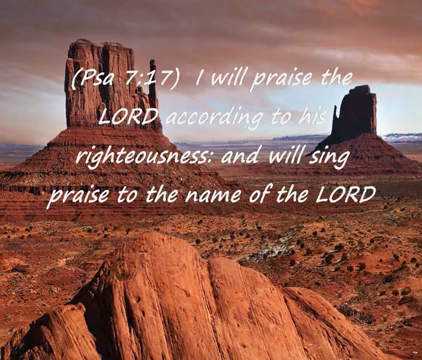 (Psa 7:17)  I will praise the
LORD according to his
righteousness: and will sing
praise to the name of the LORD